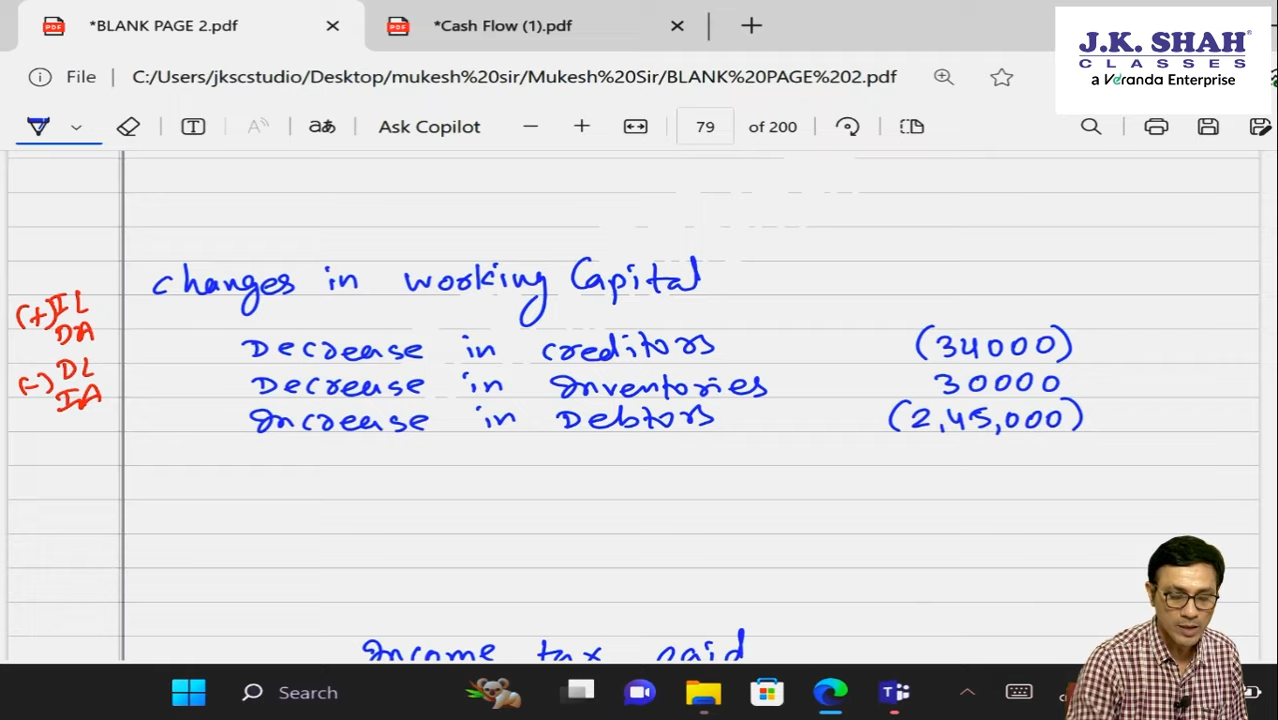 *BLANK PAGE 2.pdf
*Cash Flow (1).pdf
J.K. SHAH®
CLASSES
a Veranda Enterprise
File
C:/Users/jkscstudio/Desktop/mukesh%20sir/Mukesh%20Sir/BLANK%20PAGE%202.pdf
Ask Copilot
79
of 200
changes in working Capital
(+) IL
DA
(-) DL
IA
Decrease in creditors (34000)
Decrease in Inventories 30000
Increase in Debtors (2,45,000)
Income tax paid
Search